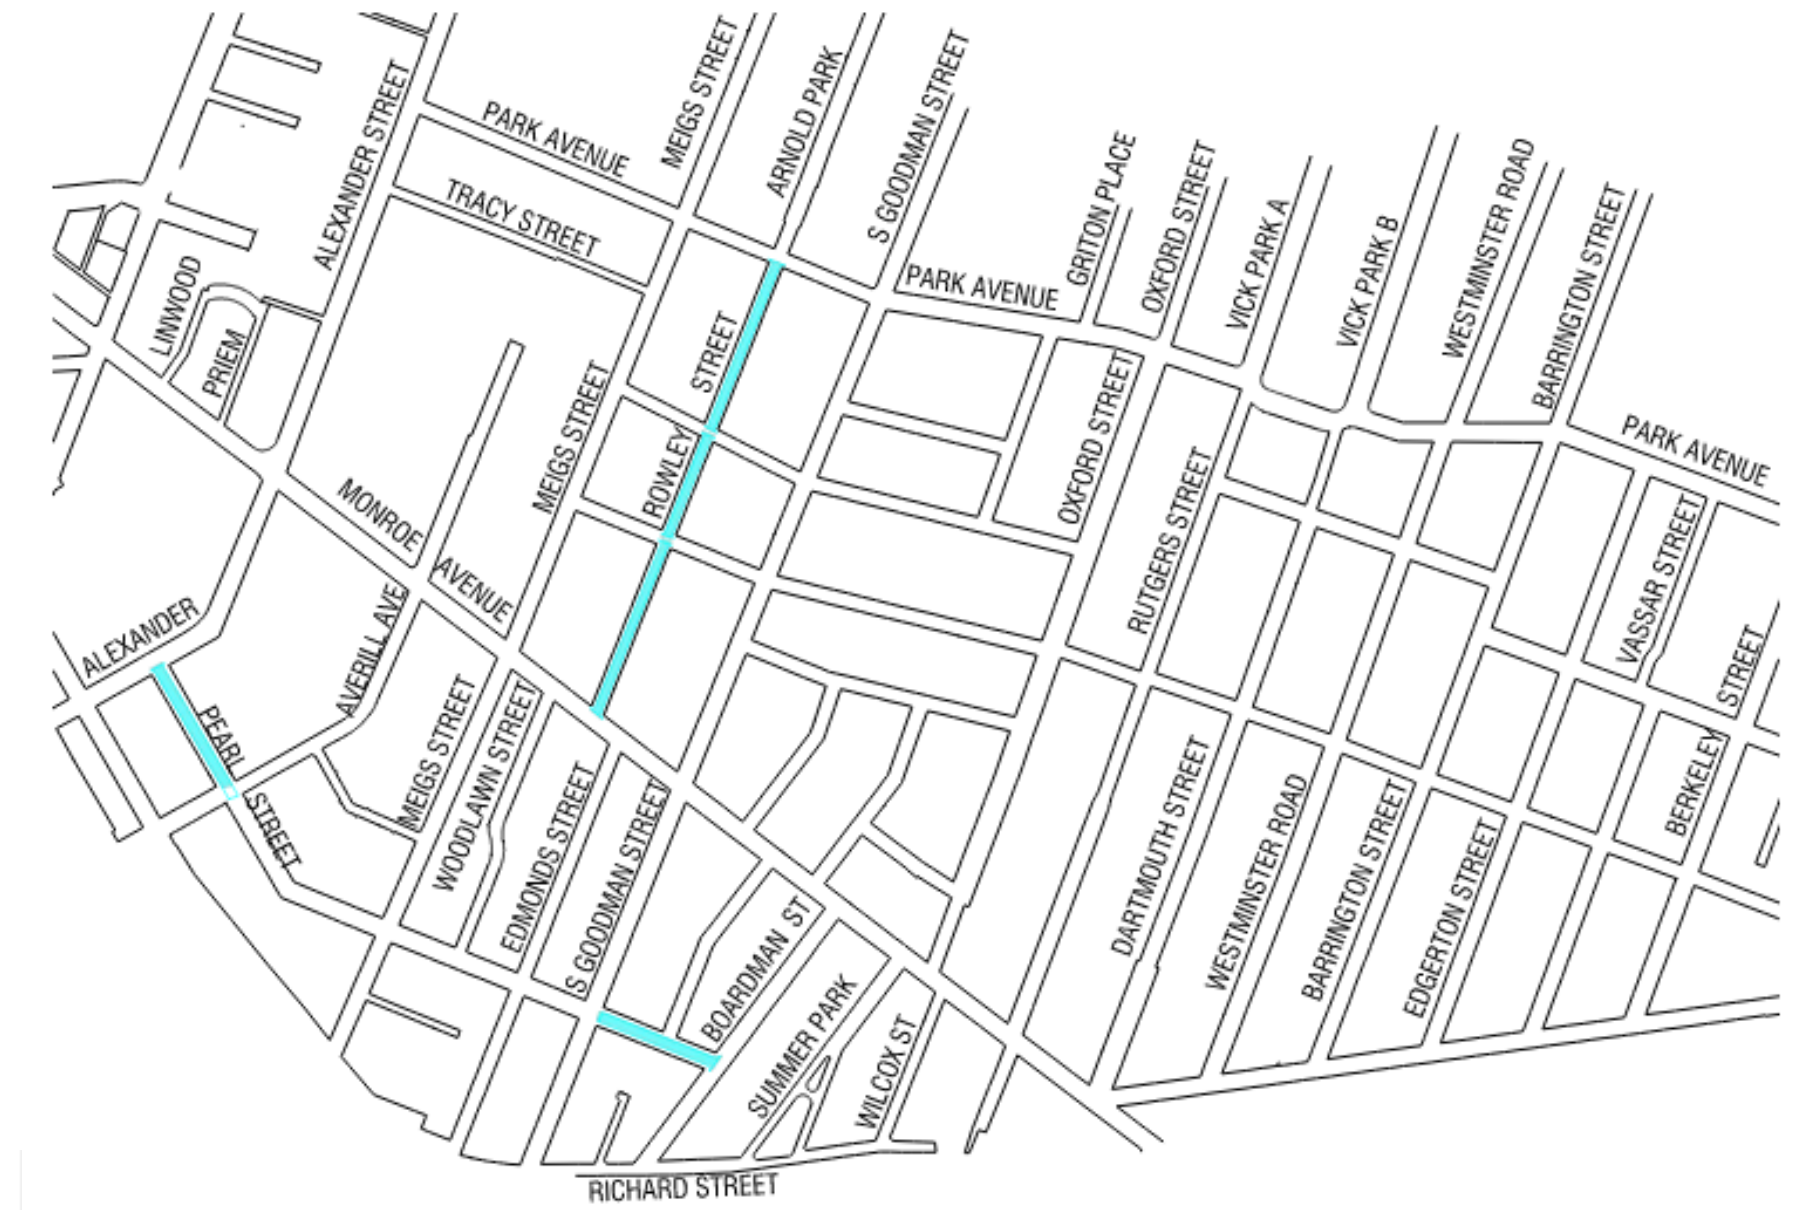 MEIGS STREET
ARNOLD PARK
S GOODMAN STREET
ALEXANDER STREET
PARK AVENUE
TRACY STREET
GRITON PLACE
OXFORD STREET
VICK PARK A
VICK PARK B
WESTMINSTER ROAD
BARRINGTON STREET
LINWOOD
PRIEM
PARK AVENUE
STREET
ROWLEY
MEIGS STREET
OXFORD STREET
RUTGERS STREET
PARK AVENUE
MONROE
AVENUE
VASSAR STREET
ALEXANDER
AVERILL AVE
STREET
BERKELEY
PEARL
STREET
MEIGS STREET
WOODLAWN STREET
EDMONDS STREET
S GOODMAN STREET
DARTMOUTH STREET
WESTMINSTER ROAD
BARRINGTON STREET
EDGERTON STREET
BOARDMAN ST
SUMMER PARK
WILCOX ST
RICHARD STREET